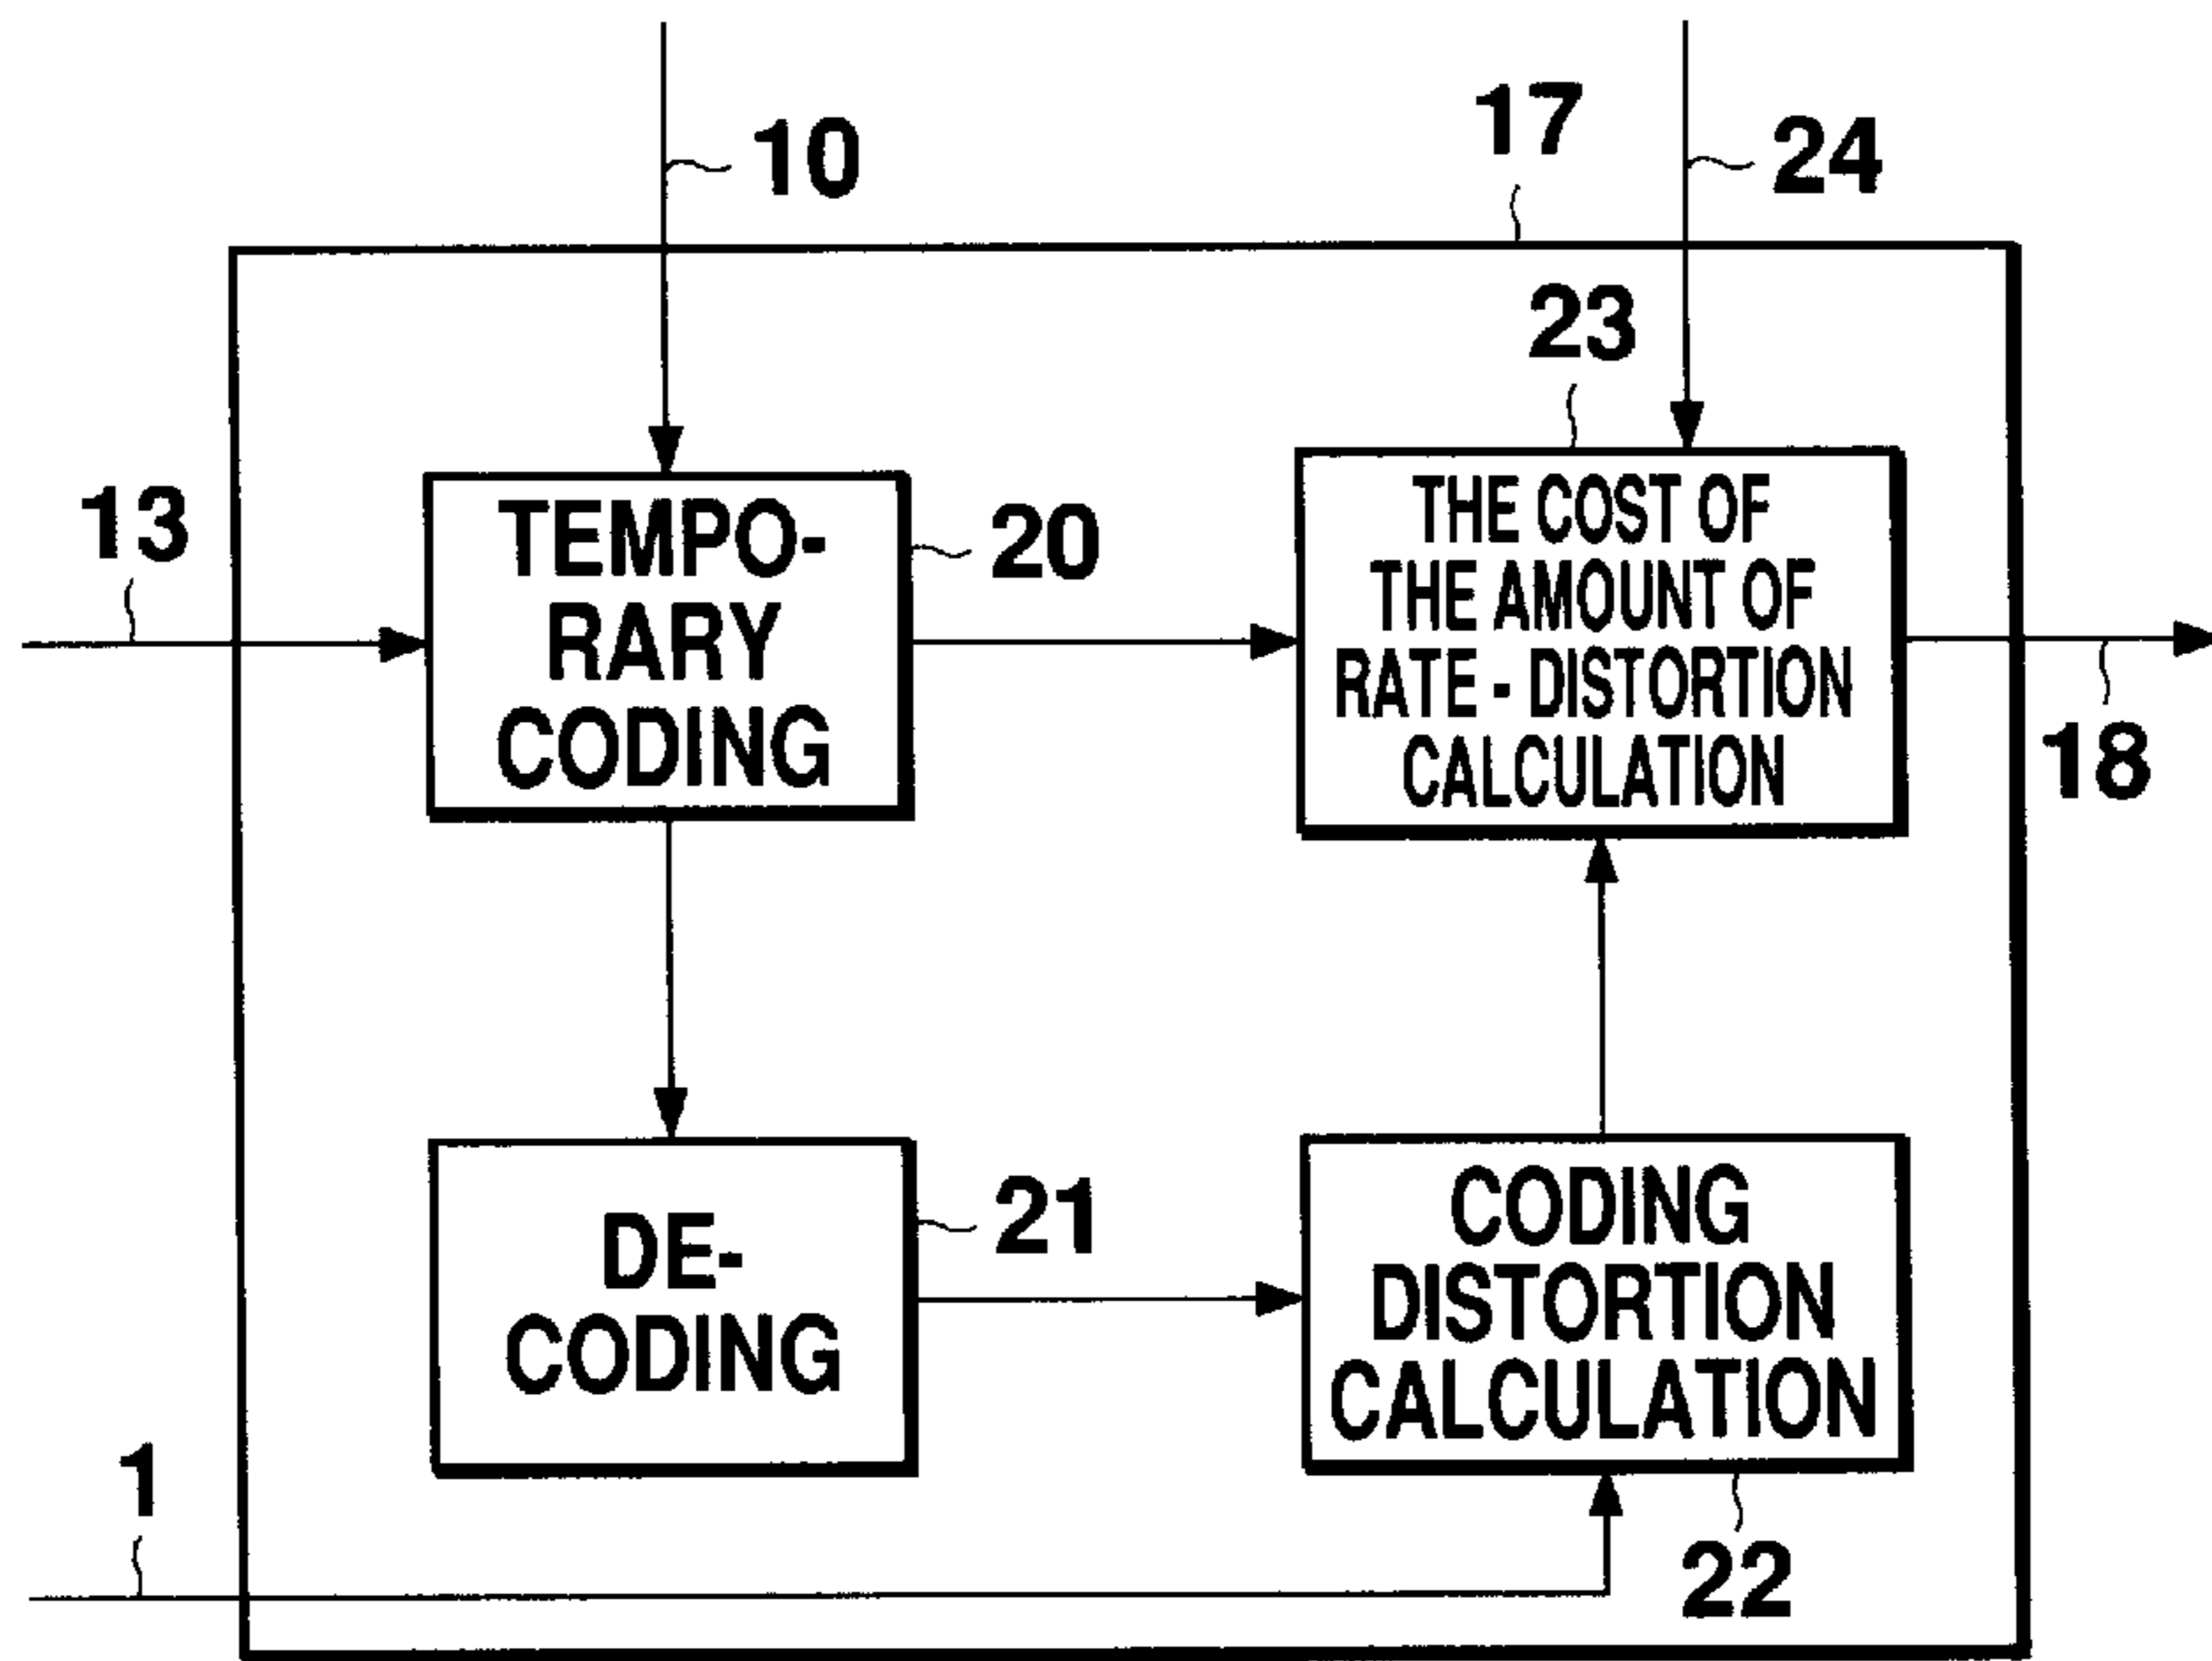 10
17
24
23
13
TEMPO-
RARY
CODING
20
THE COST OF
THE AMOUNT OF
RATE - DISTORTION
CALCULATION
18
DE-
CODING
21
CODING
DISTORTION
CALCULATION
1
22